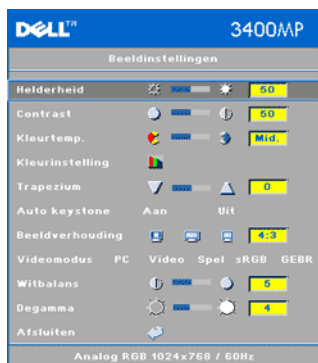 DELL™ 3400MP
Beeldinstellingen
Helderheid 50
Contrast 50
Kleurtemp. Mid.
Kleurinstelling
Trapezium 0
Auto keystone Aan Uit
Beeldverhouding 4:3
Videomodus PC Video Spel sRGB GEBR
Witbalans 5
Degamma 4
Afsluiten
Analog RGB 1024x768 / 60Hz